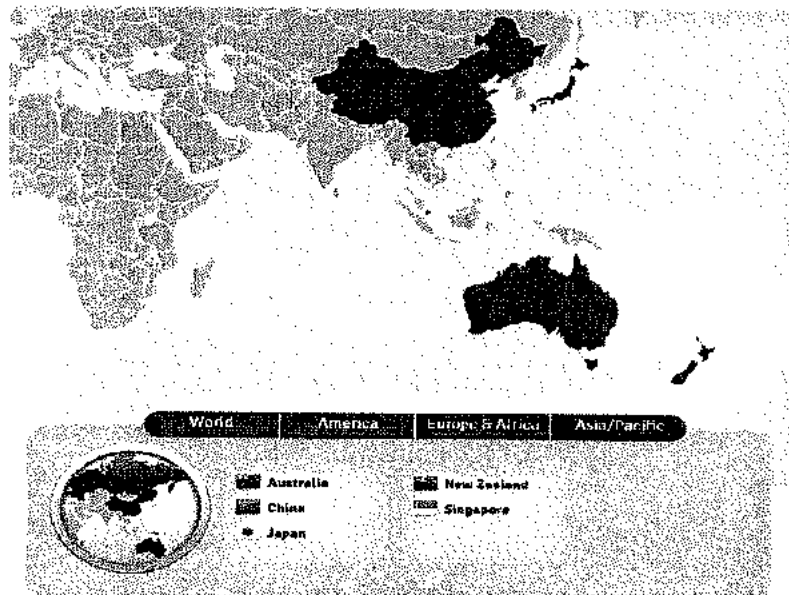 World America Europe & Africa Asia/Pacific
Australia
China
Japan
New Zealand
Singapore